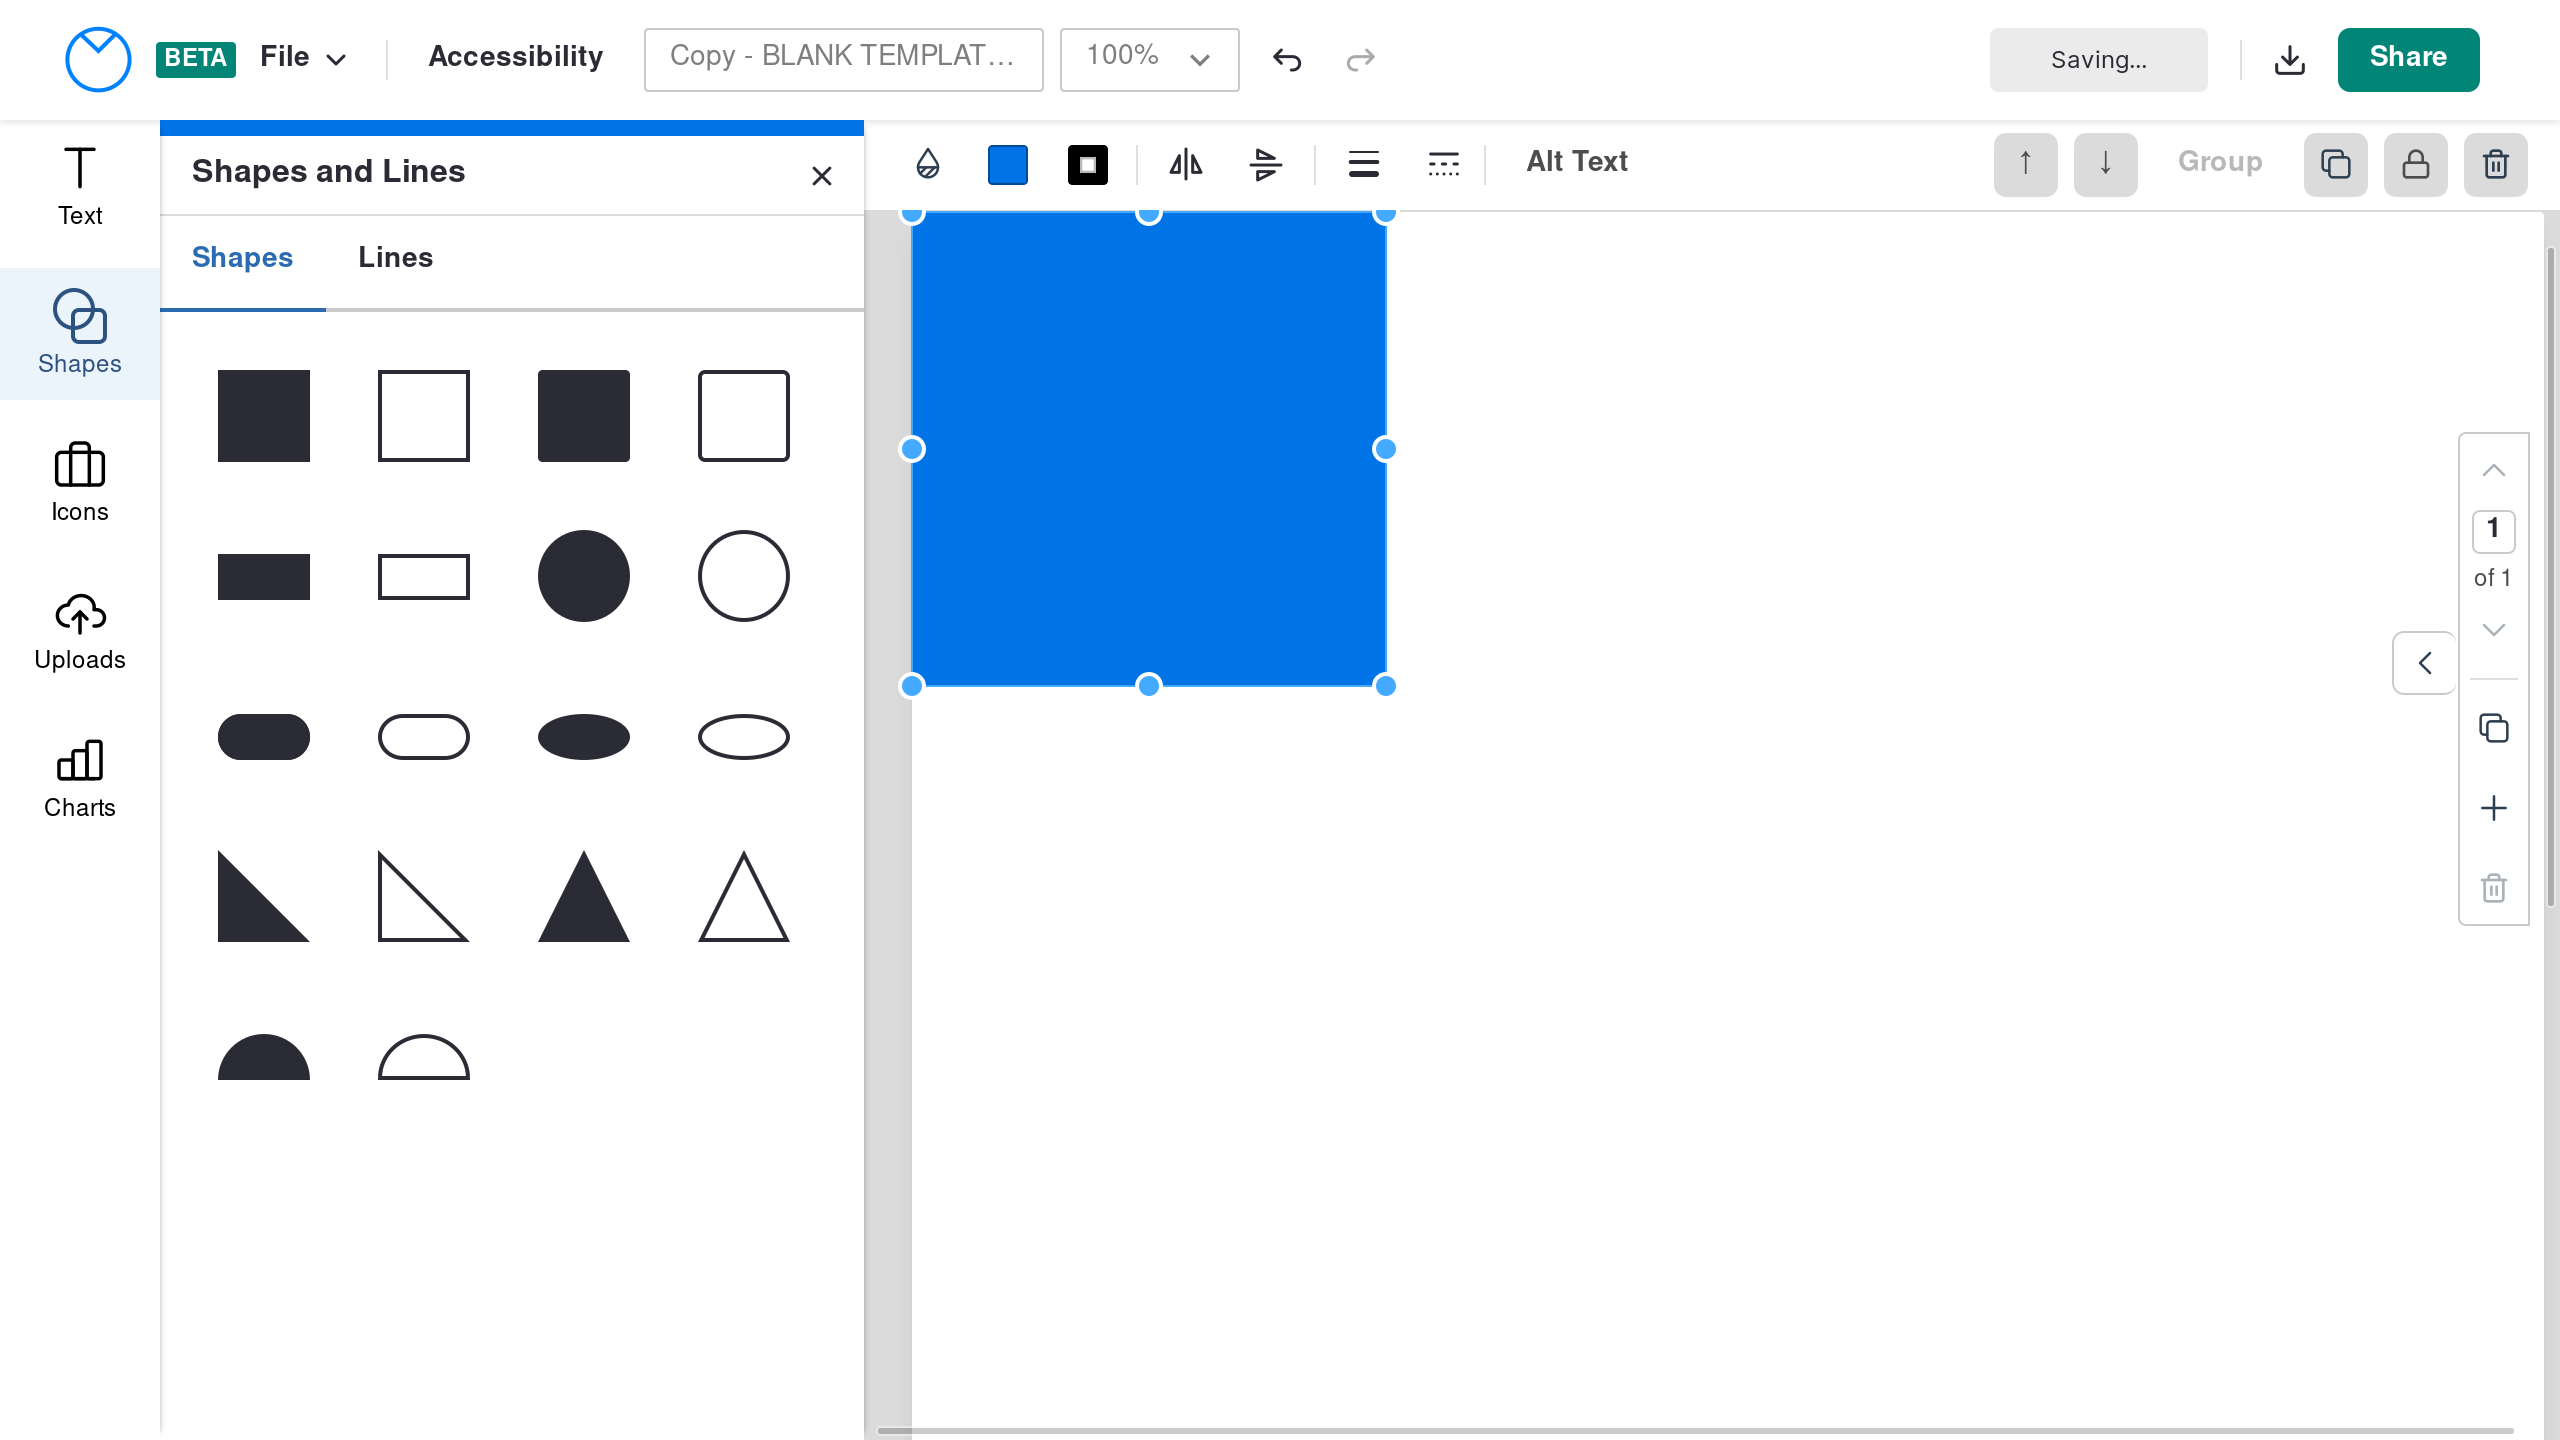 BETA
File
Accessibility
Copy - BLANK TEMPLAT...
100%
Saving...
Share
Text
Shapes
Icons
Uploads
Charts
Shapes and Lines
Shapes
Lines
Alt Text
Group
1
of 1